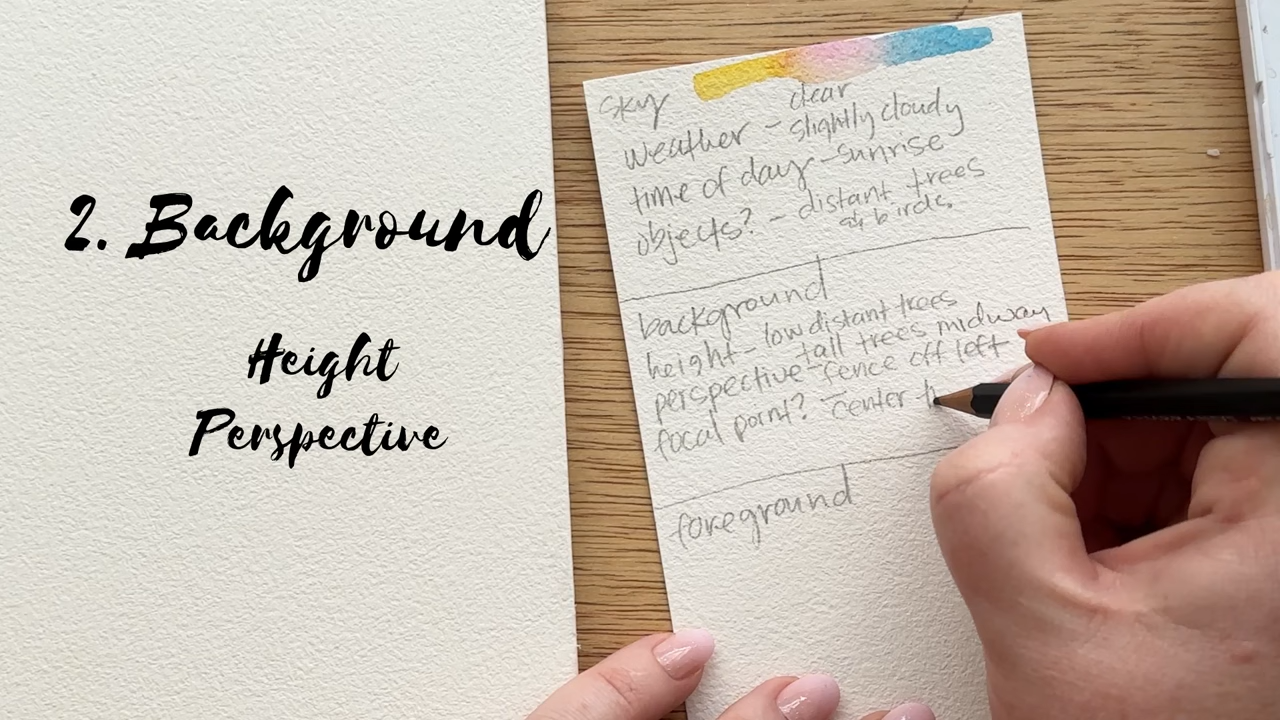 2. Background
Height
Perspective
sky
clear
weather - slightly cloudy
time of day - sunrise
objects? - distant trees
& birds.
background
height - low distant trees
perspective - tall trees midway
focal point? - fence off left
center
foreground